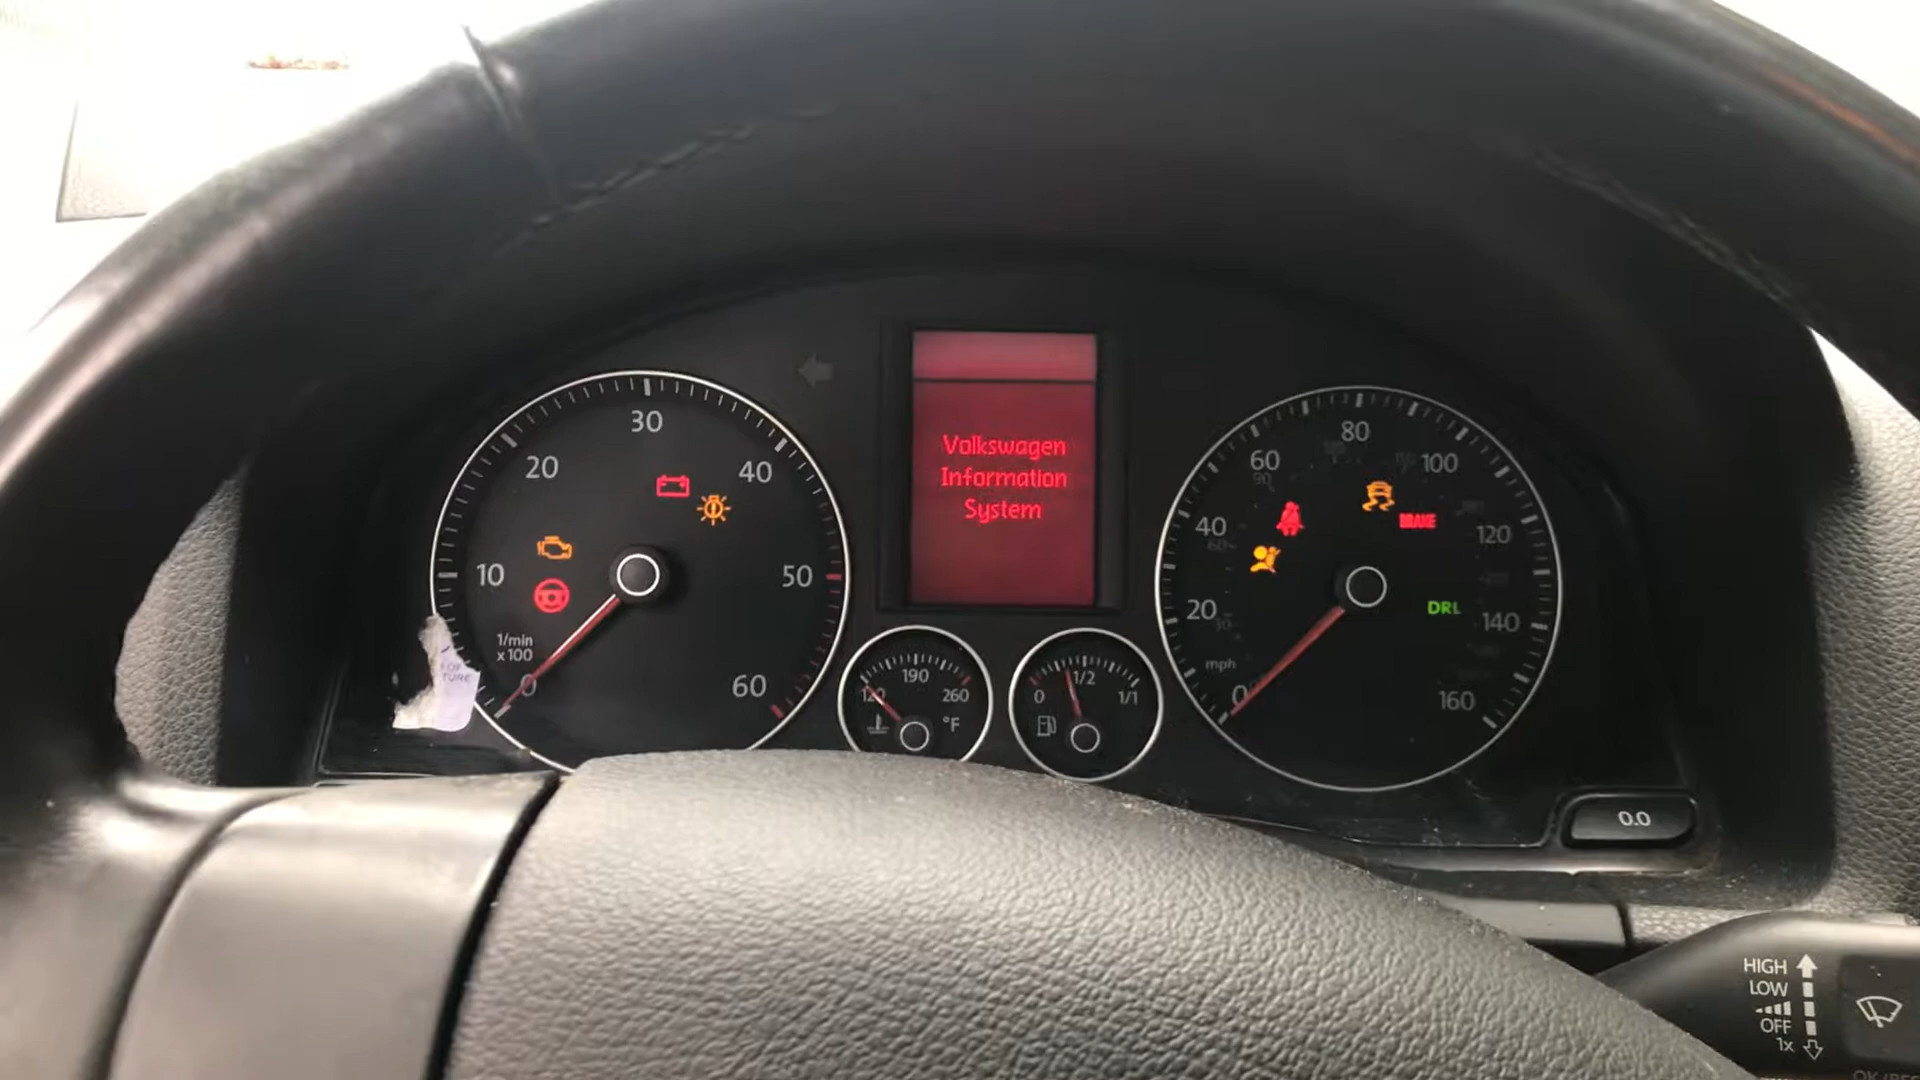 Volkswagen
Information
System
0
10
20
30
40
50
60
1/min
x100
TURE
120
190
260
°F
0
1/2
1/1
0
20
40
60
80
100
120
140
160
mph
BRAKE
DRL
0.0
HIGH
LOW
OFF
1x